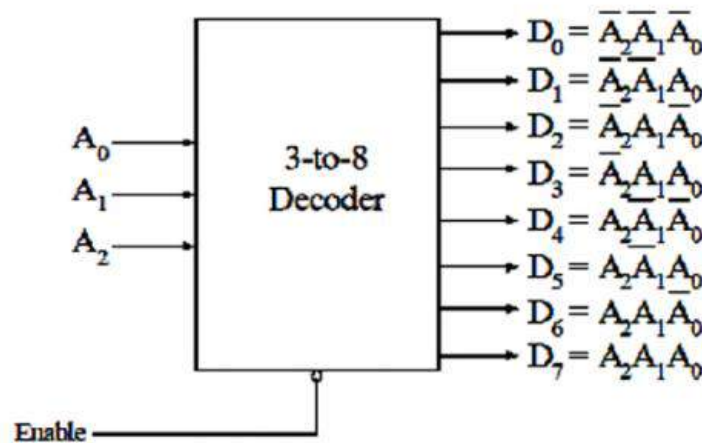 D₀ = A̅₂A̅₁A̅₀
D₁ = A̅₂A̅₁A₀
D₂ = A̅₂A₁A̅₀
D₃ = A̅₂A₁A₀
D₄ = A₂A̅₁A̅₀
D₅ = A₂A̅₁A₀
D₆ = A₂A₁A̅₀
D₇ = A₂A₁A₀
A₀
A₁
A₂
3-to-8
Decoder
Enable